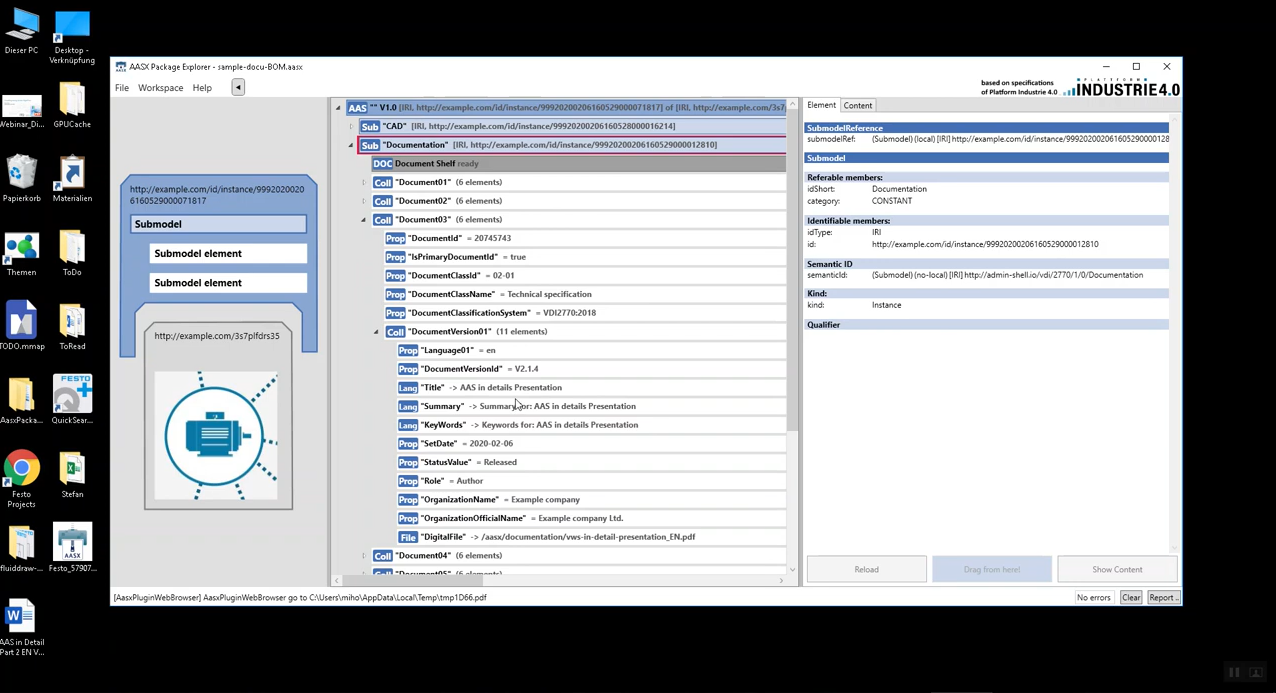 Dieser PC
Desktop -
Verknüpfung
Webinar_Di...
GPUCache
Papierkorb
Materialien
Themen
ToDo
TODO.mmap
ToRead
AasxPacka...
FESTO
QuickSear...
Festo
Projects
Stefan
fluiddraw-...
AASX
Festo_57907...
AAS in Detail
Part 2 EN V...
AASX Package Explorer - sample-docu-BOM.aasx
File Workspace Help
based on specifications
of Platform Industrie 4.0
PLATTFORM
INDUSTRIE4.0
http://example.com/id/instance/9992020020
6160529000071817
Submodel
Submodel element
Submodel element
http://example.com/3s7plfdrs35
AAS "" V1.0 [IRI, http://example.com/id/instance/9992020020616052900071817] of [IRI, http://example.com/3s7
Sub "CAD" [IRI, http://example.com/id/instance/9992020020616052800016214]
Sub "Documentation" [IRI, http://example.com/id/instance/9992020020616052900012810]
DOC Document Shelf ready
Coll "Document01" (6 elements)
Coll "Document02" (6 elements)
Coll "Document03" (6 elements)
Prop "DocumentId" = 20745743
Prop "IsPrimaryDocumentId" = true
Prop "DocumentClassId" = 02-01
Prop "DocumentClassName" = Technical specification
Prop "DocumentClassificationSystem" = VDI2770:2018
Coll "DocumentVersion01" (11 elements)
Prop "Language01" = en
Prop "DocumentVersionId" = V2.1.4
Lang "Title" -> AAS in details Presentation
Lang "Summary" -> Summary for: AAS in details Presentation
Lang "KeyWords" -> Keywords for: AAS in details Presentation
Prop "SetDate" = 2020-02-06
Prop "StatusValue" = Released
Prop "Role" = Author
Prop "OrganizationName" = Example company
Prop "OrganizationOfficialName" = Example company Ltd.
File "DigitalFile" -> /aasx/documentation/vws-in-detail-presentation_EN.pdf
Coll "Document04" (6 elements)
Coll "Document05" (6 elements)
Element Content
SubmodelReference
submodelRef: (Submodel) (local) [IRI] http://example.com/id/instance/99920200206160529000128
Submodel
Referable members:
idShort: Documentation
category: CONSTANT
Identifiable members:
idType: IRI
id: http://example.com/id/instance/9992020020616052900012810
Semantic ID
semanticId: (Submodel) (no-local) [IRI] http://admin-shell.io/vdi/2770/1/0/Documentation
Kind:
kind: Instance
Qualifier
Reload Drag from here! Show Content
[AasxPluginWebBrowser] AasxPluginWebBrowser go to C:\Users\miho\AppData\Local\Temp\tmp1D66.pdf
No errors Clear Report ..